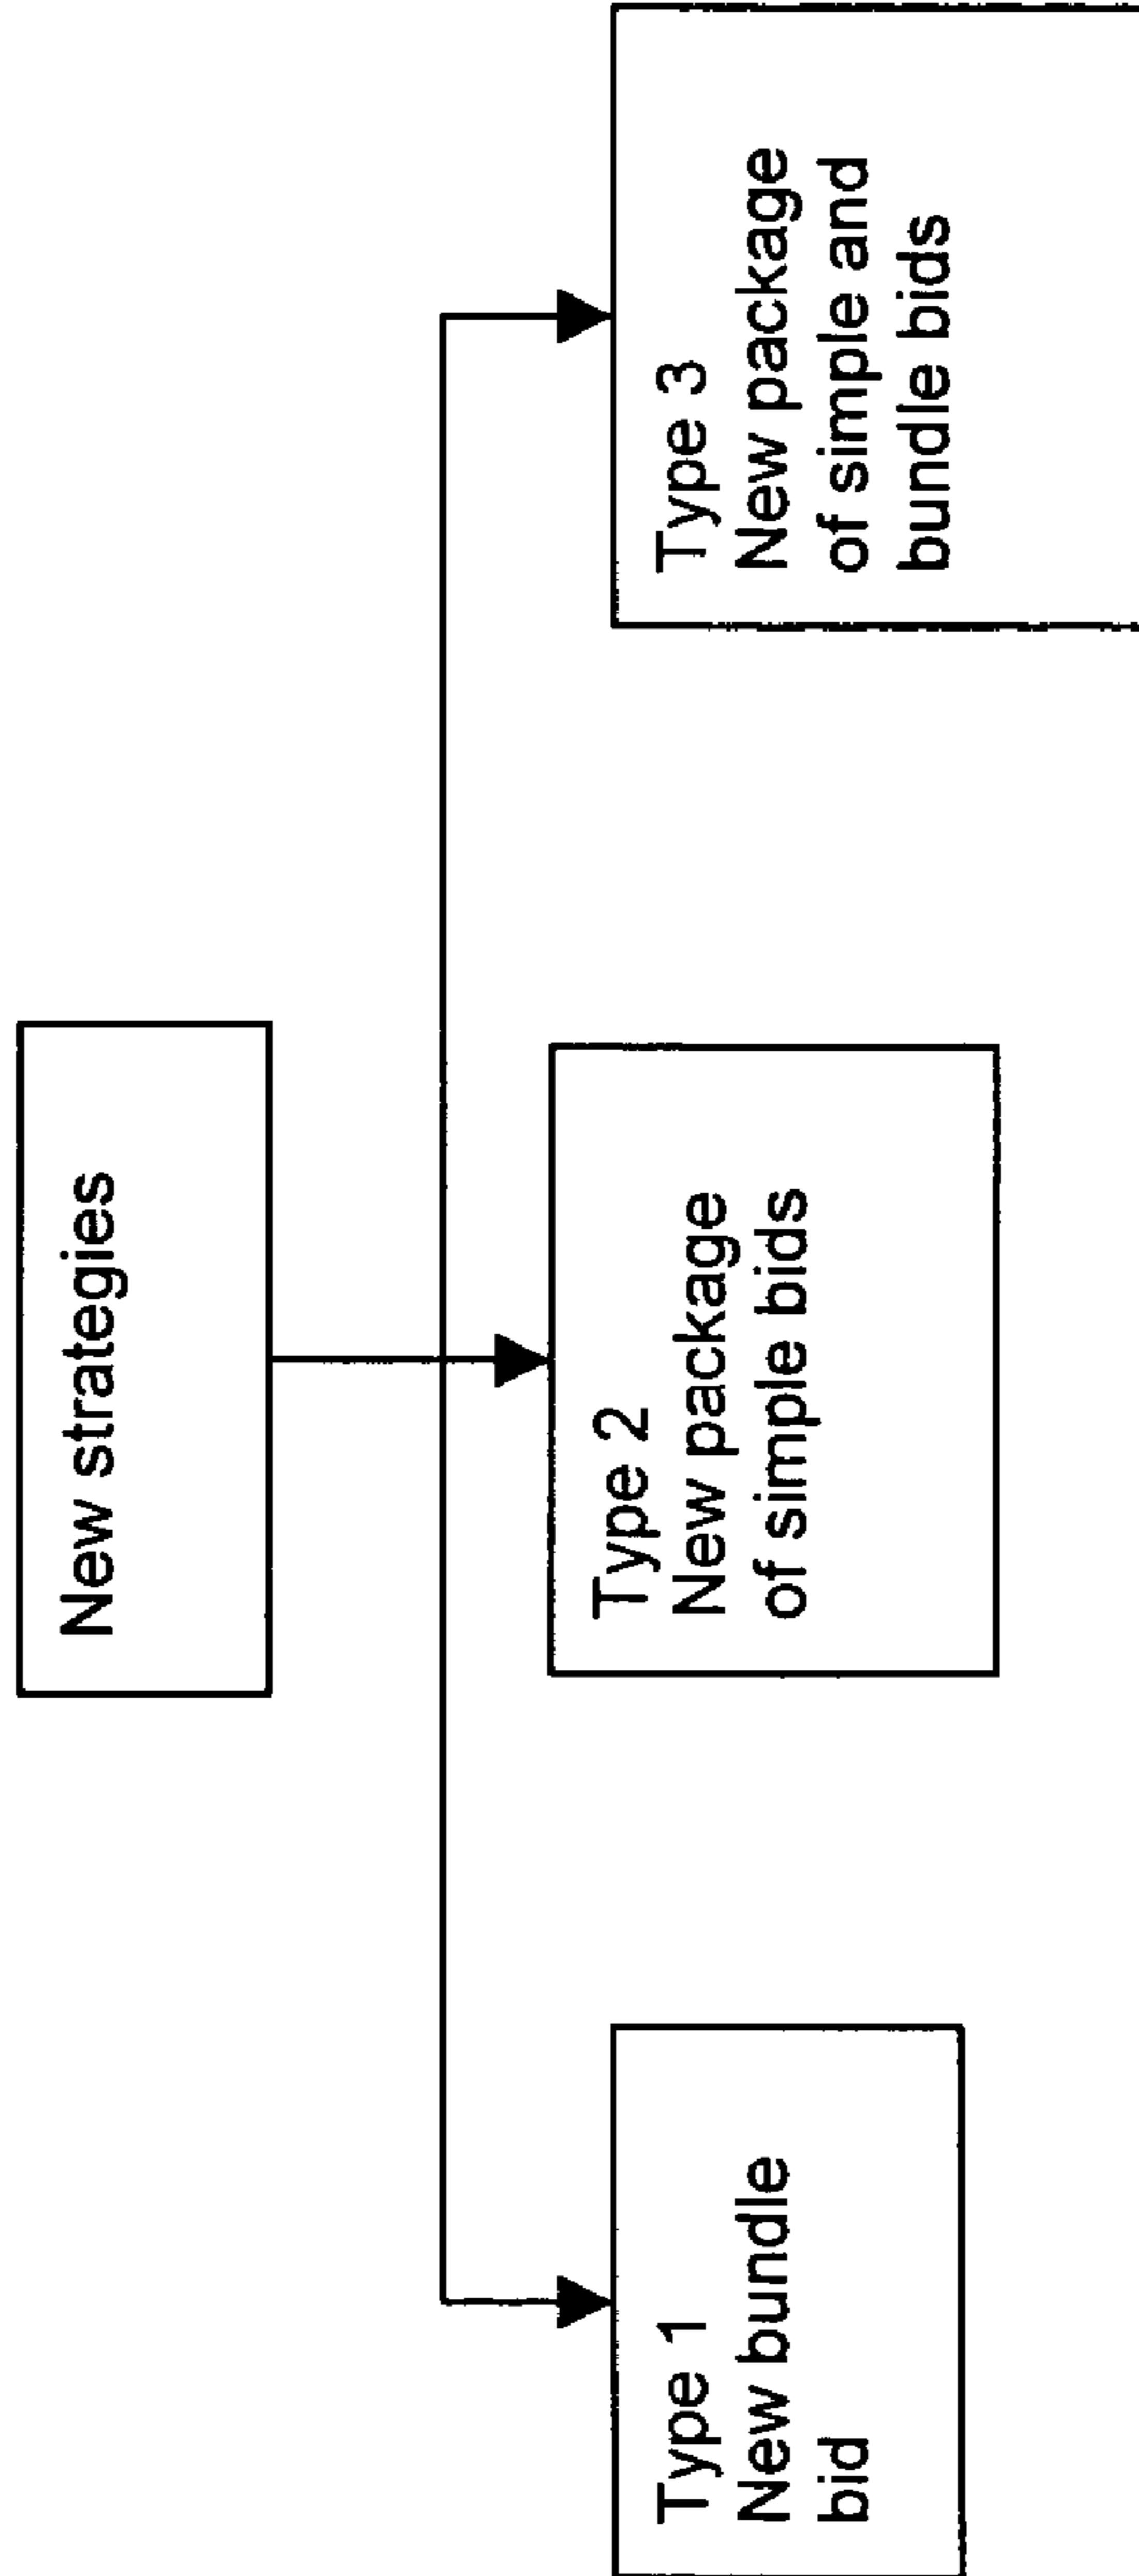 New strategies
Type 1
New bundle
bid
Type 2
New package
of simple bids
Type 3
New package
of simple and
bundle bids